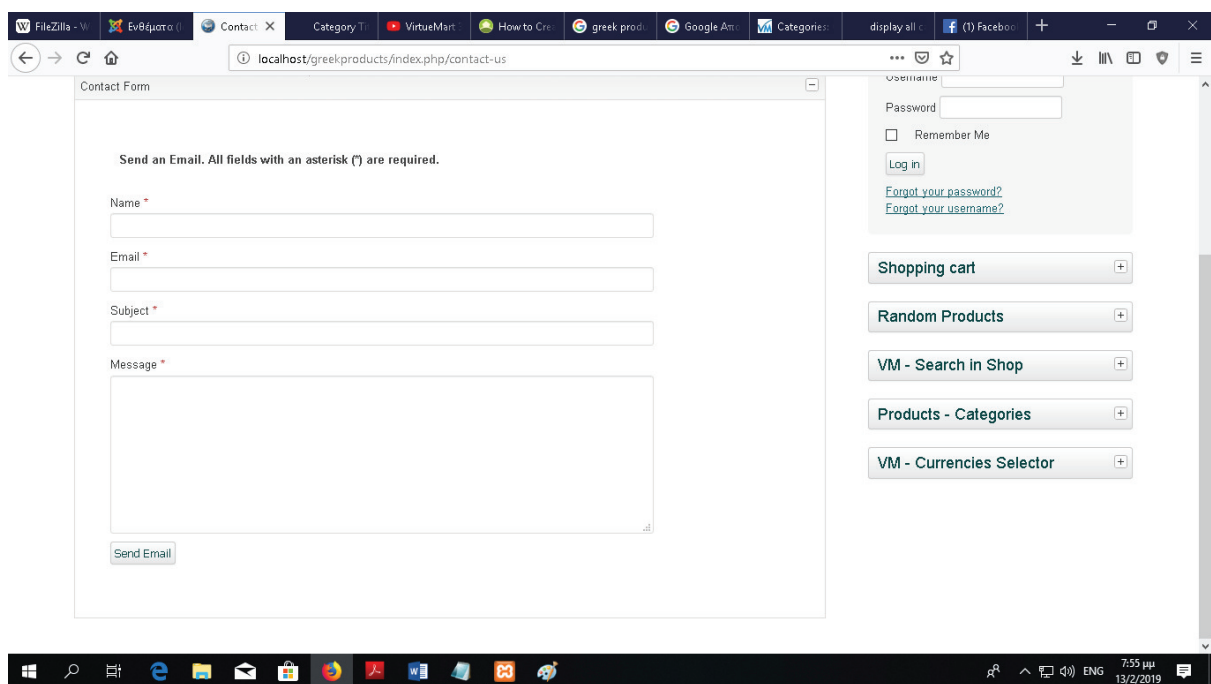 FileZilla - W
Ενθέματα (
Contact
Category Ti
VirtueMart
How to Cre
greek produ
Google Απο
Categories:
display all c
(1) Faceboo
localhost/greekproducts/index.php/contact-us
Contact Form
Send an Email. All fields with an asterisk (*) are required.
Name *
Email *
Subject *
Message *
Send Email
Username
Password
Remember Me
Log in
Forgot your password?
Forgot your username?
Shopping cart
Random Products
VM - Search in Shop
Products - Categories
VM - Currencies Selector
ENG
7:55 μμ
13/2/2019